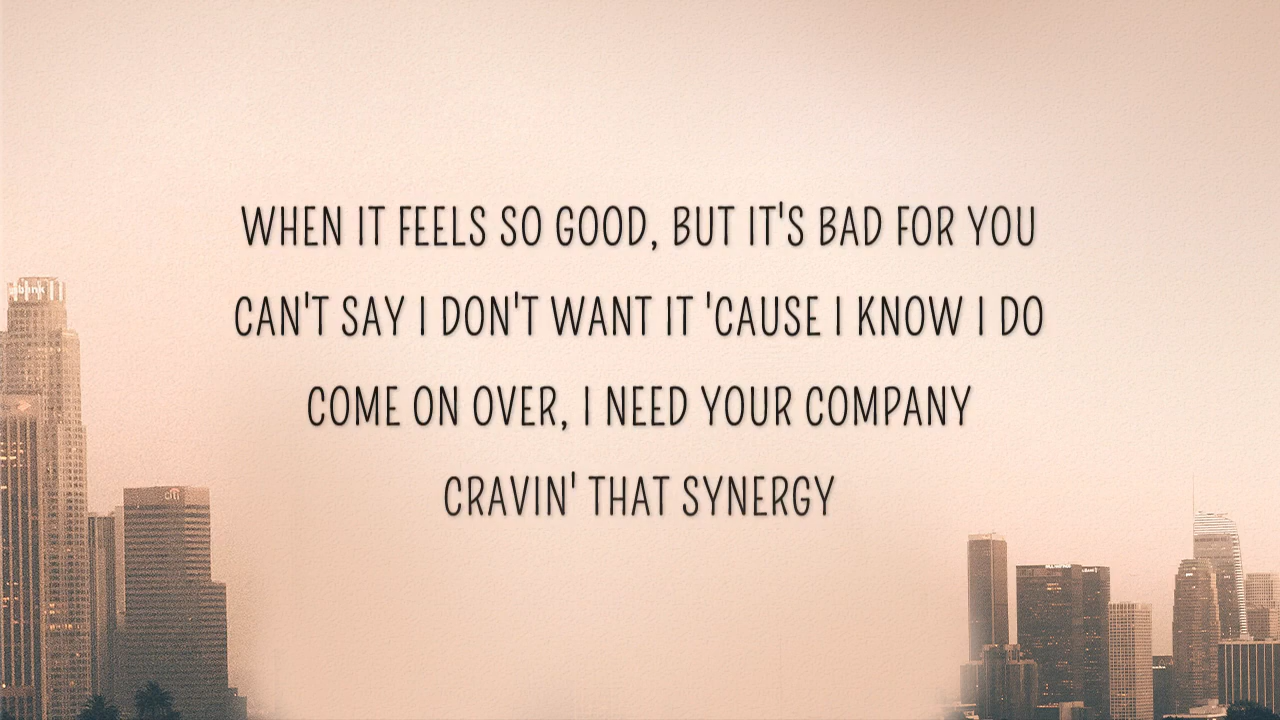 WHEN IT FEELS SO GOOD, BUT IT'S BAD FOR YOU
CAN'T SAY I DON'T WANT IT 'CAUSE I KNOW I DO
COME ON OVER, I NEED YOUR COMPANY
CRAVIN' THAT SYNERGY
citi